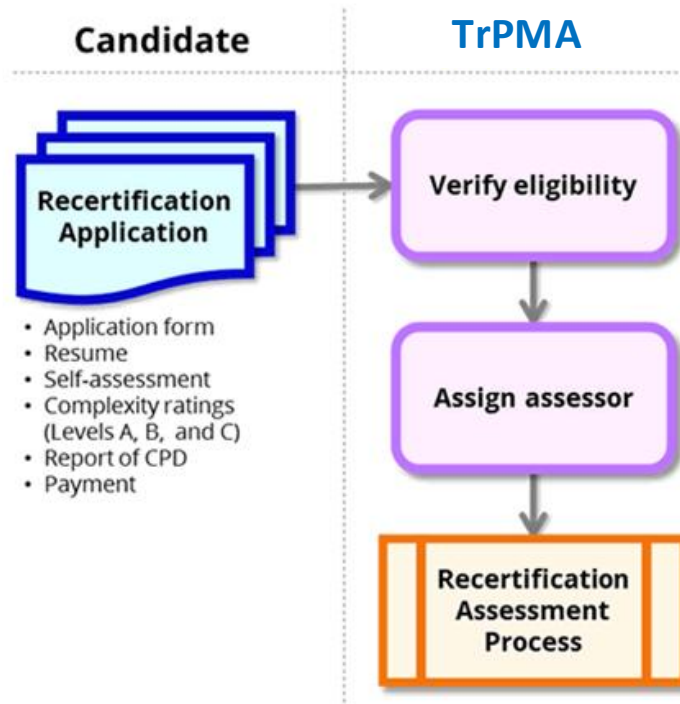 Candidate
TrPMA
Recertification
Application
• Application form
• Resume
• Self-assessment
• Complexity ratings
(Levels A, B, and C)
• Report of CPD
• Payment
Verify eligibility
Assign assessor
Recertification
Assessment
Process